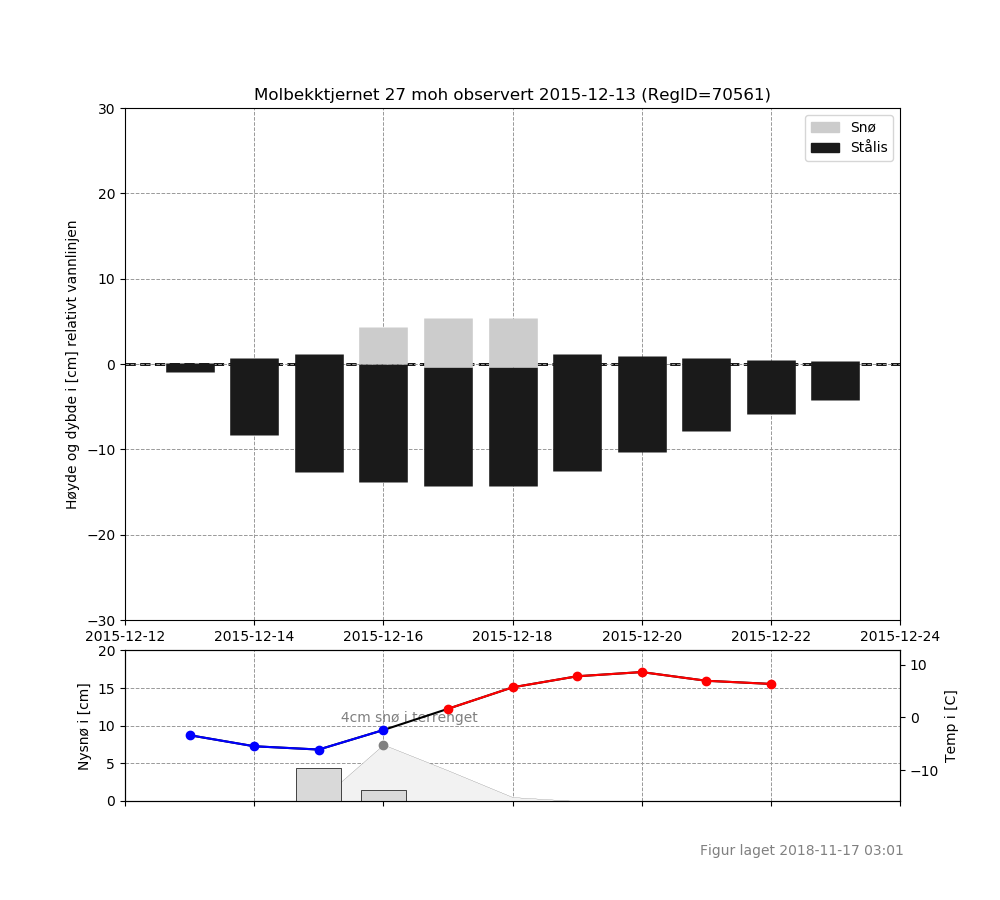 Molbekktjernet 27 moh observert 2015-12-13 (RegID=70561)
Snø
Stålis
Høyde og dybde i [cm] relativt vannlinjen
30
20
10
0
−10
−20
−30
2015-12-12 2015-12-14 2015-12-16 2015-12-18 2015-12-20 2015-12-22 2015-12-24
Nysnø i [cm]
20
15
10
5
0
4cm snø i terrenget
10
0
−10
Temp i [C]
Figur laget 2018-11-17 03:01